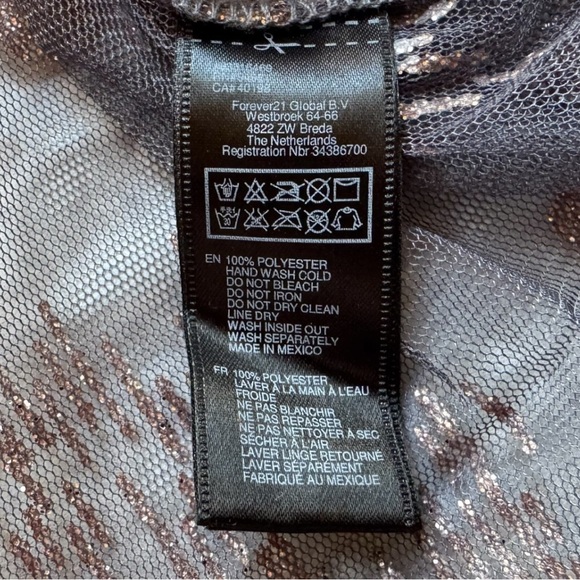 CA# 40198
Forever21 Global B.V
Westbroek 64-66
4822 ZW Breda
The Netherlands
Registration Nbr 34386700
EN 100% POLYESTER
HAND WASH COLD
DO NOT BLEACH
DO NOT IRON
DO NOT DRY CLEAN
LINE DRY
WASH INSIDE OUT
WASH SEPARATELY
MADE IN MEXICO
FR 100% POLYESTER
LAVER À LA MAIN À L'EAU
FROIDE
NE PAS BLANCHIR
NE PAS REPASSER
NE PAS NETTOYER À SEC
SÉCHER À L'AIR
LAVER LINGE RETOURNÉ
LAVER SÉPARÉMENT
FABRIQUÉ AU MEXIQUE